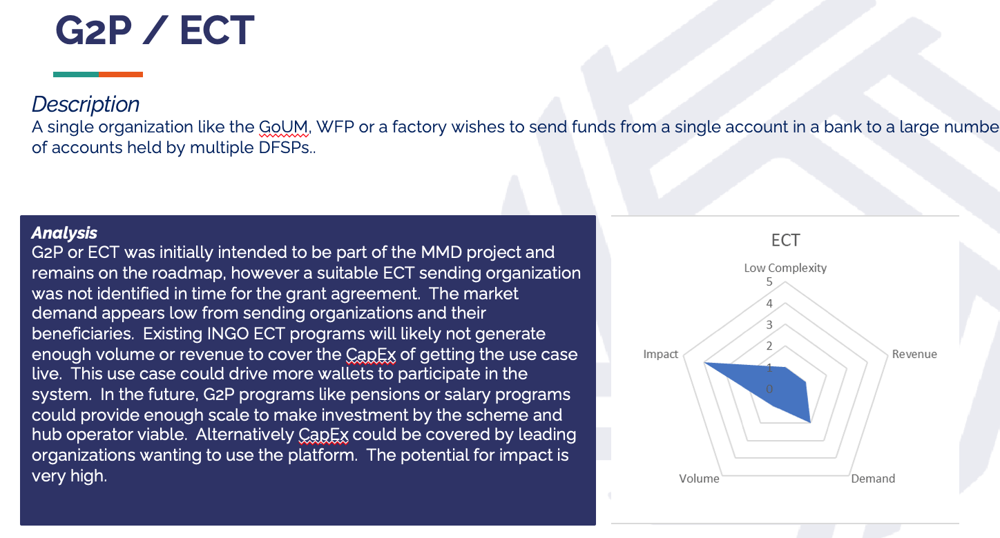 G2P / ECT
Description
A single organization like the GoUM, WFP or a factory wishes to send funds from a single account in a bank to a large numbe
of accounts held by multiple DFSPs..
Analysis
G2P or ECT was initially intended to be part of the MMD project and
remains on the roadmap, however a suitable ECT sending organization
was not identified in time for the grant agreement.  The market
demand appears low from sending organizations and their
beneficiaries.  Existing INGO ECT programs will likely not generate
enough volume or revenue to cover the CapEx of getting the use case
live.  This use case could drive more wallets to participate in the
system.  In the future, G2P programs like pensions or salary programs
could provide enough scale to make investment by the scheme and
hub operator viable.  Alternatively CapEx could be covered by leading
organizations wanting to use the platform.  The potential for impact is
very high.
ECT
Low Complexity
5
4
3
2
1
0
Impact
Revenue
Volume
Demand